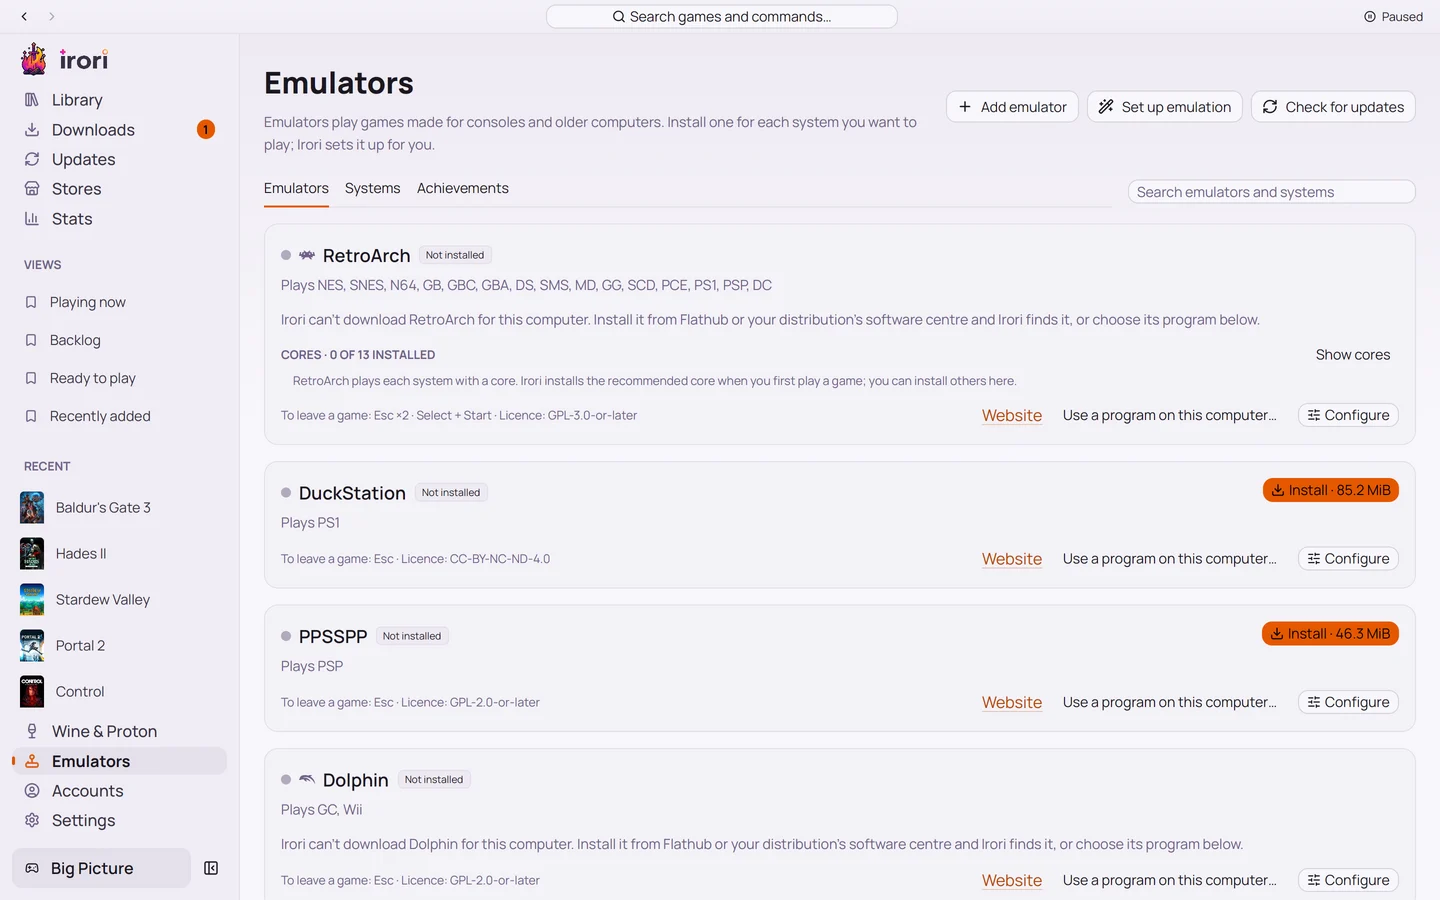 Search games and commands...
Paused
irori
Library
Downloads
1
Updates
Stores
Stats
VIEWS
Playing now
Backlog
Ready to play
Recently added
RECENT
Baldur's Gate 3
Hades II
Stardew Valley
Portal 2
Control
Wine & Proton
Emulators
Accounts
Settings
Big Picture
Emulators
Emulators play games made for consoles and older computers. Install one for each system you want to
play; Irori sets it up for you.
Add emulator
Set up emulation
Check for updates
Emulators
Systems
Achievements
Search emulators and systems
RetroArch
Not installed
Plays NES, SNES, N64, GB, GBC, GBA, DS, SMS, MD, GG, SCD, PCE, PS1, PSP, DC
Irori can't download RetroArch for this computer. Install it from Flathub or your distribution's software centre and Irori finds it, or choose its program below.
CORES · 0 OF 13 INSTALLED
Show cores
RetroArch plays each system with a core. Irori installs the recommended core when you first play a game; you can install others here.
To leave a game: Esc ×2 · Select + Start · Licence: GPL-3.0-or-later
Website
Use a program on this computer...
Configure
DuckStation
Not installed
Install · 85.2 MiB
Plays PS1
To leave a game: Esc · Licence: CC-BY-NC-ND-4.0
Website
Use a program on this computer...
Configure
PPSSPP
Not installed
Install · 46.3 MiB
Plays PSP
To leave a game: Esc · Licence: GPL-2.0-or-later
Website
Use a program on this computer...
Configure
Dolphin
Not installed
Plays GC, Wii
Irori can't download Dolphin for this computer. Install it from Flathub or your distribution's software centre and Irori finds it, or choose its program below.
To leave a game: Esc · Licence: GPL-2.0-or-later
Website
Use a program on this computer...
Configure